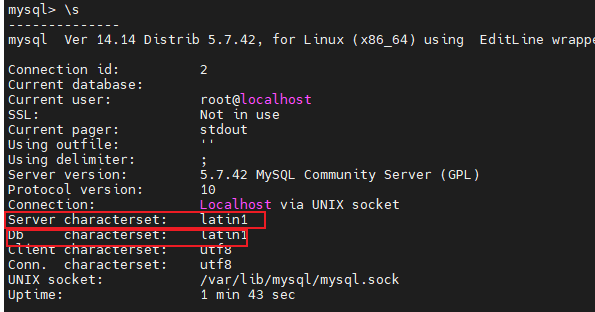 mysql> \s
--------------
mysql  Ver 14.14 Distrib 5.7.42, for Linux (x86_64) using  EditLine wrappe
Connection id:          2
Current database:
Current user:           root@localhost
SSL:                    Not in use
Current pager:          stdout
Using outfile:          ''
Using delimiter:        ;
Server version:         5.7.42 MySQL Community Server (GPL)
Protocol version:       10
Connection:             Localhost via UNIX socket
Server characterset:    latin1
Db     characterset:    latin1
Client characterset:    utf8
Conn.  characterset:    utf8
UNIX socket:            /var/lib/mysql/mysql.sock
Uptime:                 1 min 43 sec